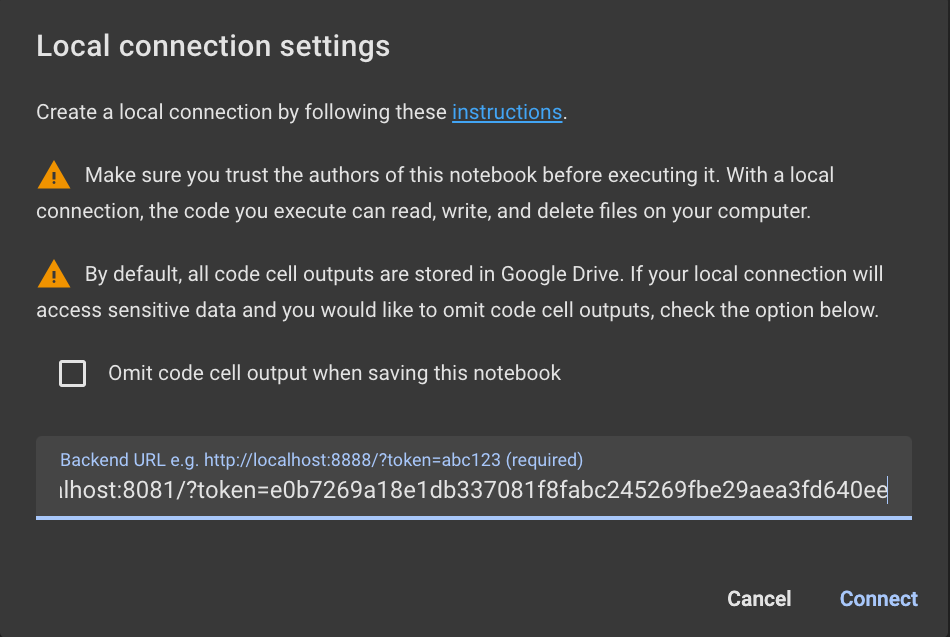 Local connection settings
Create a local connection by following these instructions.
Make sure you trust the authors of this notebook before executing it. With a local
connection, the code you execute can read, write, and delete files on your computer.
By default, all code cell outputs are stored in Google Drive. If your local connection will
access sensitive data and you would like to omit code cell outputs, check the option below.
Omit code cell output when saving this notebook
Backend URL e.g. http://localhost:8888/?token=abc123 (required)
lhost:8081/?token=e0b7269a18e1db337081f8fabc245269fbe29aea3fd640ee
Cancel Connect